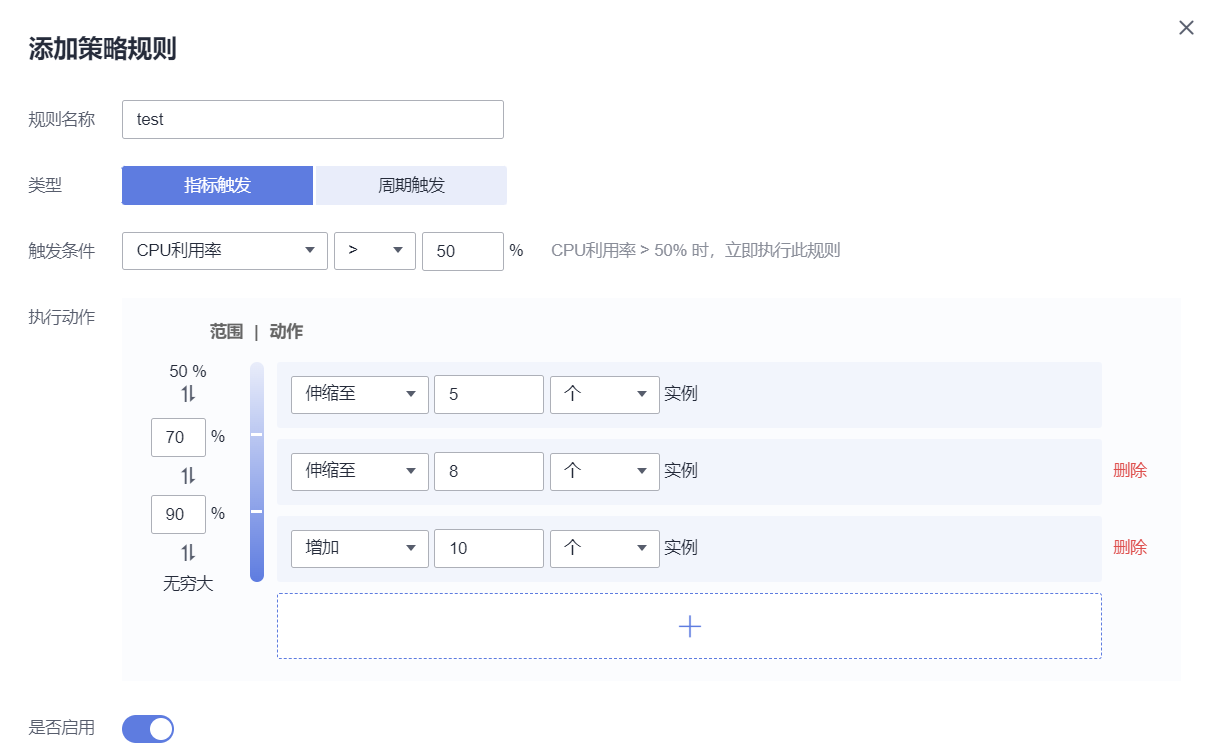 添加策略规则
规则名称 test
类型 指标触发 周期触发
触发条件 CPU利用率 > 50 % CPU利用率 > 50% 时，立即执行此规则
执行动作
范围 | 动作
50 %
伸缩至 5 个 实例
70 %
伸缩至 8 个 实例 删除
90 %
增加 10 个 实例 删除
无穷大
是否启用